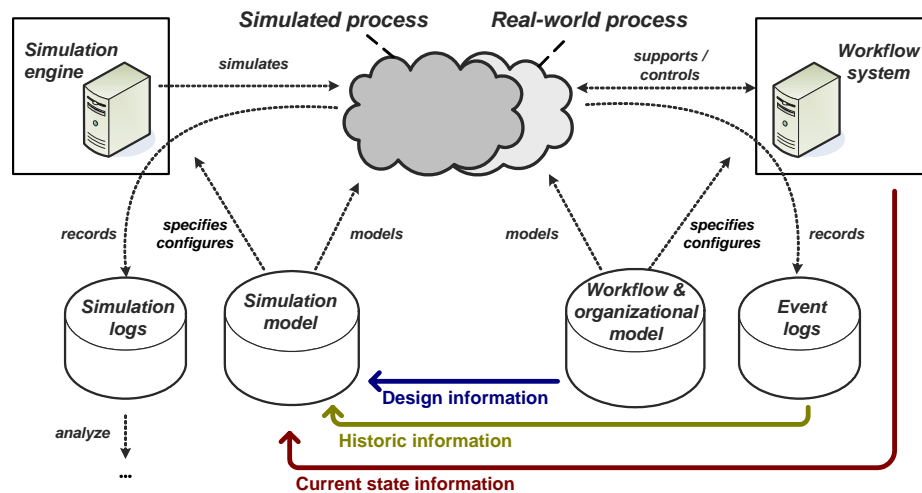 Simulated process
Real-world process
Simulation
engine
simulates
supports /
controls
Workflow
system
records
specifies
configures
models
models
specifies
configures
records
Simulation
logs
Simulation
model
Workflow &
organizational
model
Event
logs
Design information
Historic information
analyze
...
Current state information